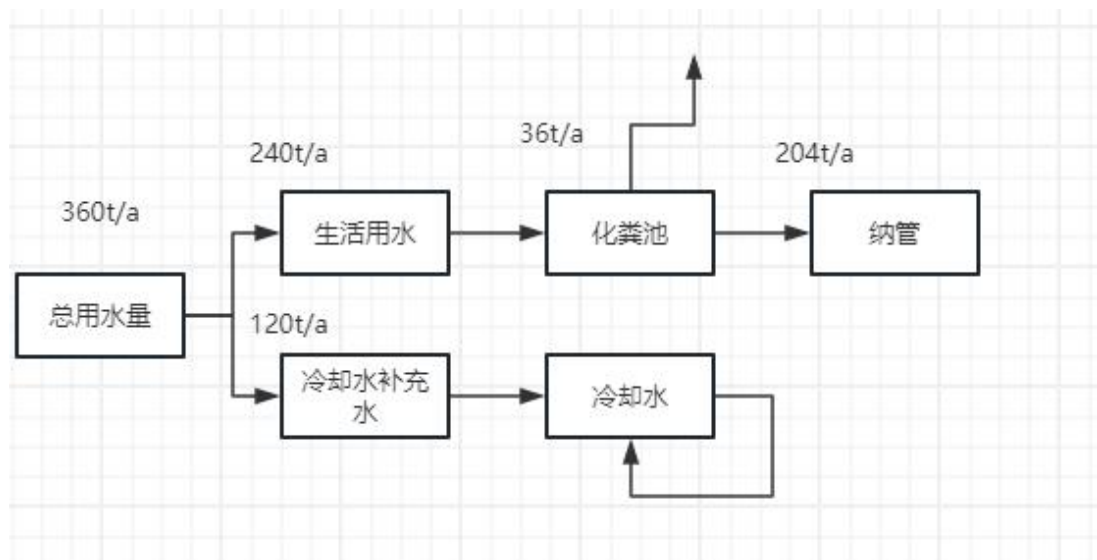 36t/a
240t/a
204t/a
360t/a
生活用水
化粪池
纳管
总用水量
120t/a
冷却水补充
水
冷却水